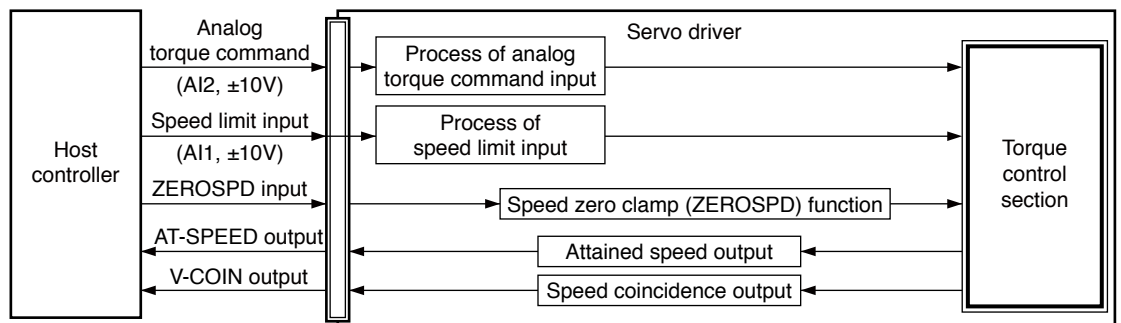 Host
controller
Analog
torque command
(AI2, ±10V)
Speed limit input
(AI1, ±10V)
ZEROSPD input
AT-SPEED output
V-COIN output
Servo driver
Process of analog
torque command input
Process of
speed limit input
Speed zero clamp (ZEROSPD) function
Attained speed output
Speed coincidence output
Torque
control
section